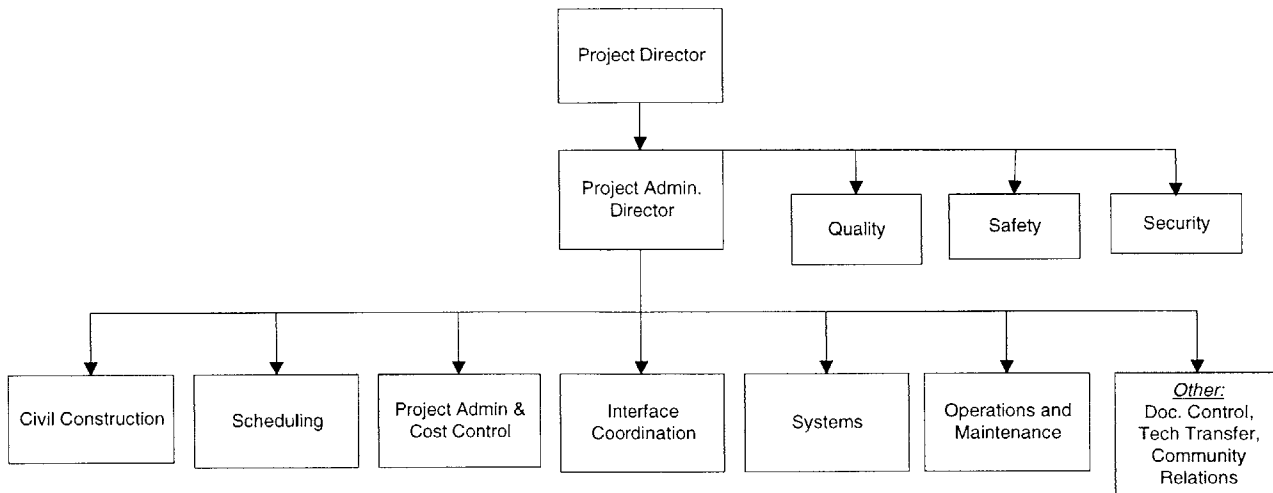 Project Director
Project Admin.
Director
Quality
Safety
Security
Civil Construction
Scheduling
Project Admin &
Cost Control
Interface
Coordination
Systems
Operations and
Maintenance
Other:
Doc. Control,
Tech Transfer,
Community
Relations